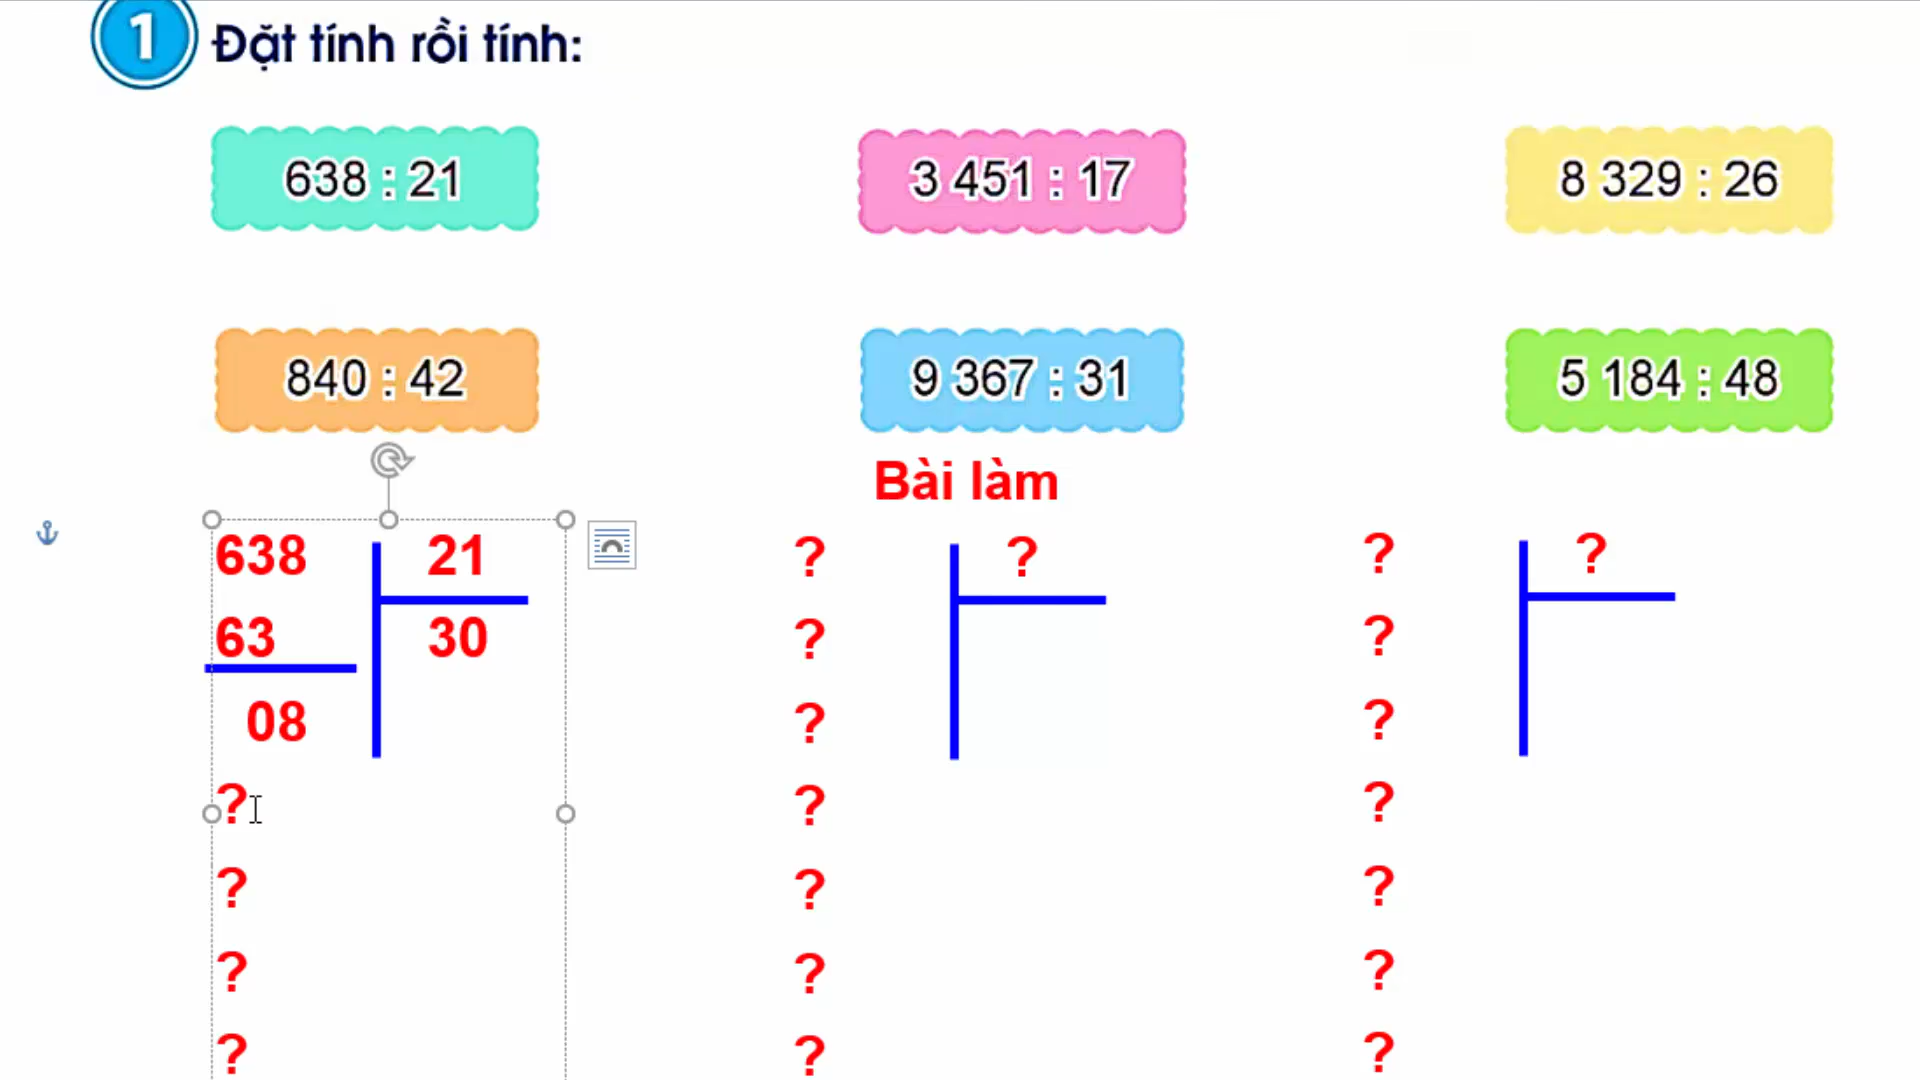 1 Đặt tính rồi tính:
638 : 21
3 451 : 17
8 329 : 26
840 : 42
9 367 : 31
5 184 : 48
Bài làm
638 21
63 30
08
?
?
?
?
? ?
?
?
?
?
?
?
? ?
?
?
?
?
?
?